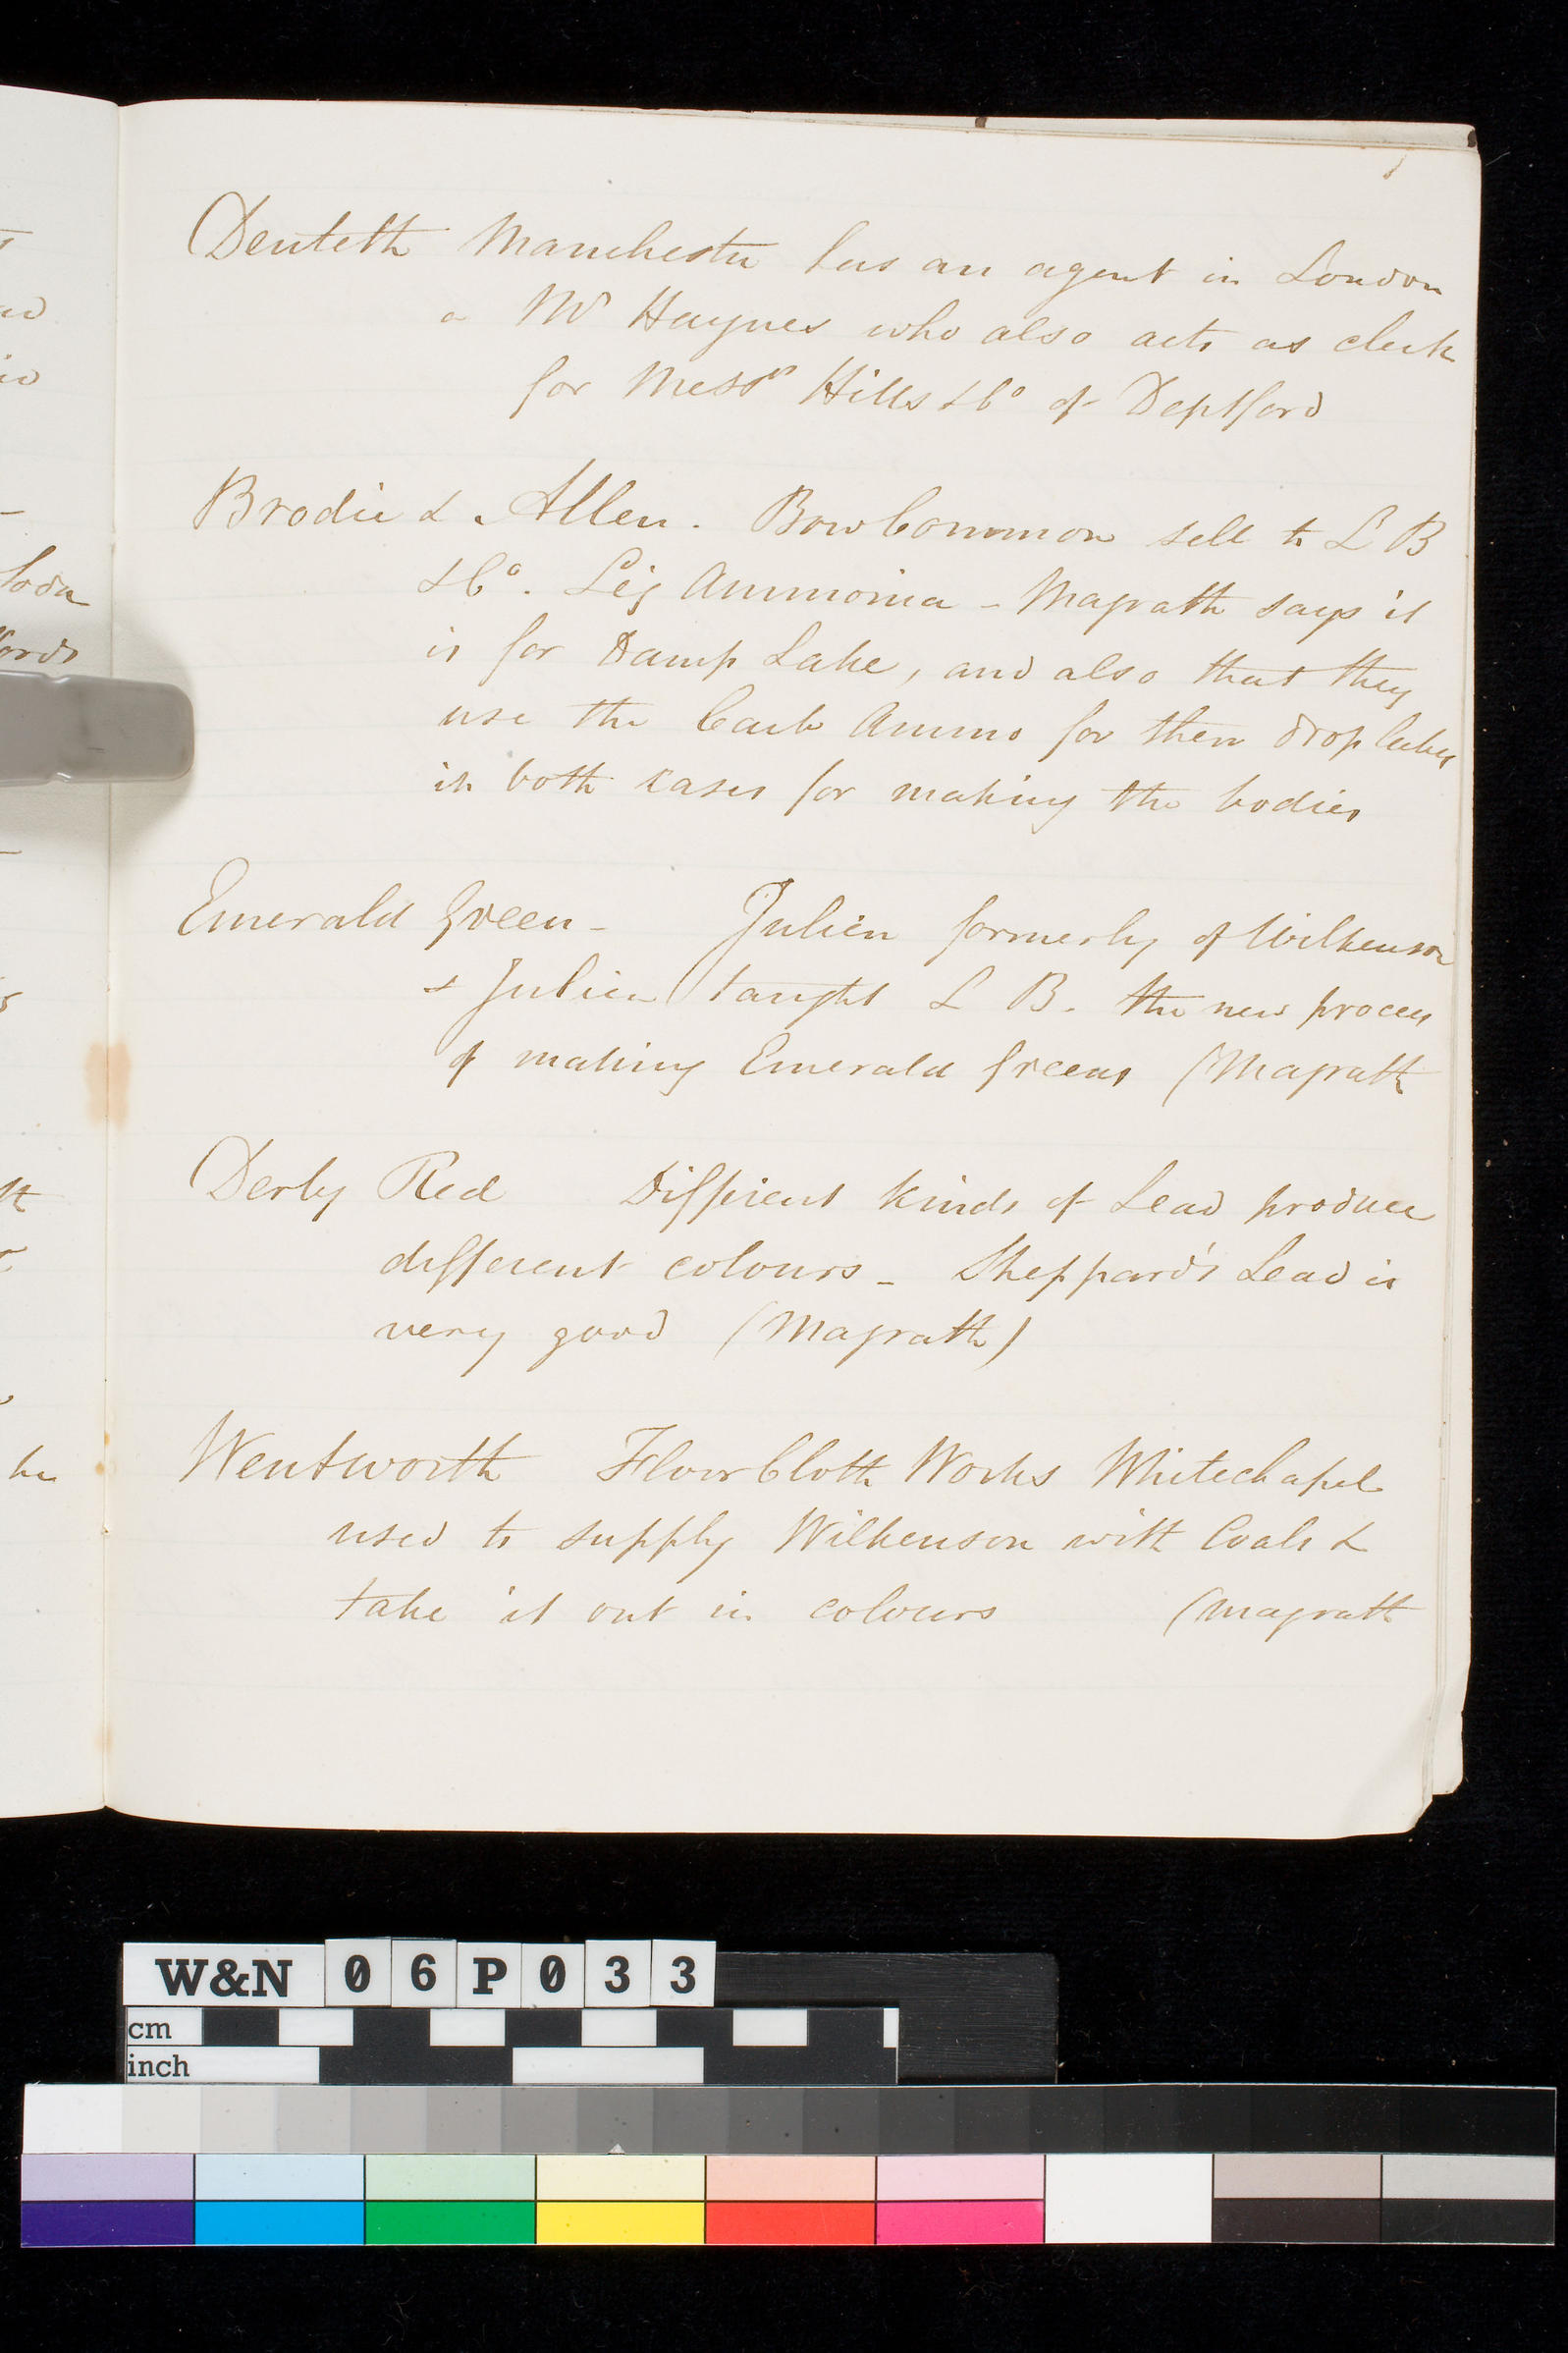 Denteth Manchester has an agent in London
a Mr Haynes who also acts as clerk
for Messrs Hills & Co of Deptford
Brodie & Allen. Bow Common sell to L B
& Co. Liq Ammonia - Magrath says it
is for Damp Lake, and also that they
use the Carb Ammo for their drop lakes
in both cases for making the bodies
Emerald Green - Julien formerly of Wilkenson
& Julien taught L B. the new process
of making Emerald Greens (Magrath
Derby Red Different kinds of Lead produce
different colours - Sheppard's Lead is
very good (Magrath)
Wentworth Floor Cloth Works Whitechapel
used to supply Wilkenson with Coals &
take it out in colours (Magrath
W&N 06P033
cm
inch